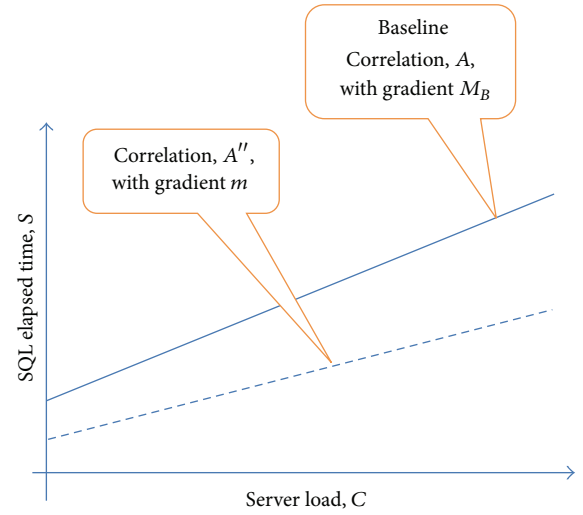 Baseline
Correlation, A,
with gradient M_B
Correlation, A′′,
with gradient m
SQL elapsed time, S
Server load, C